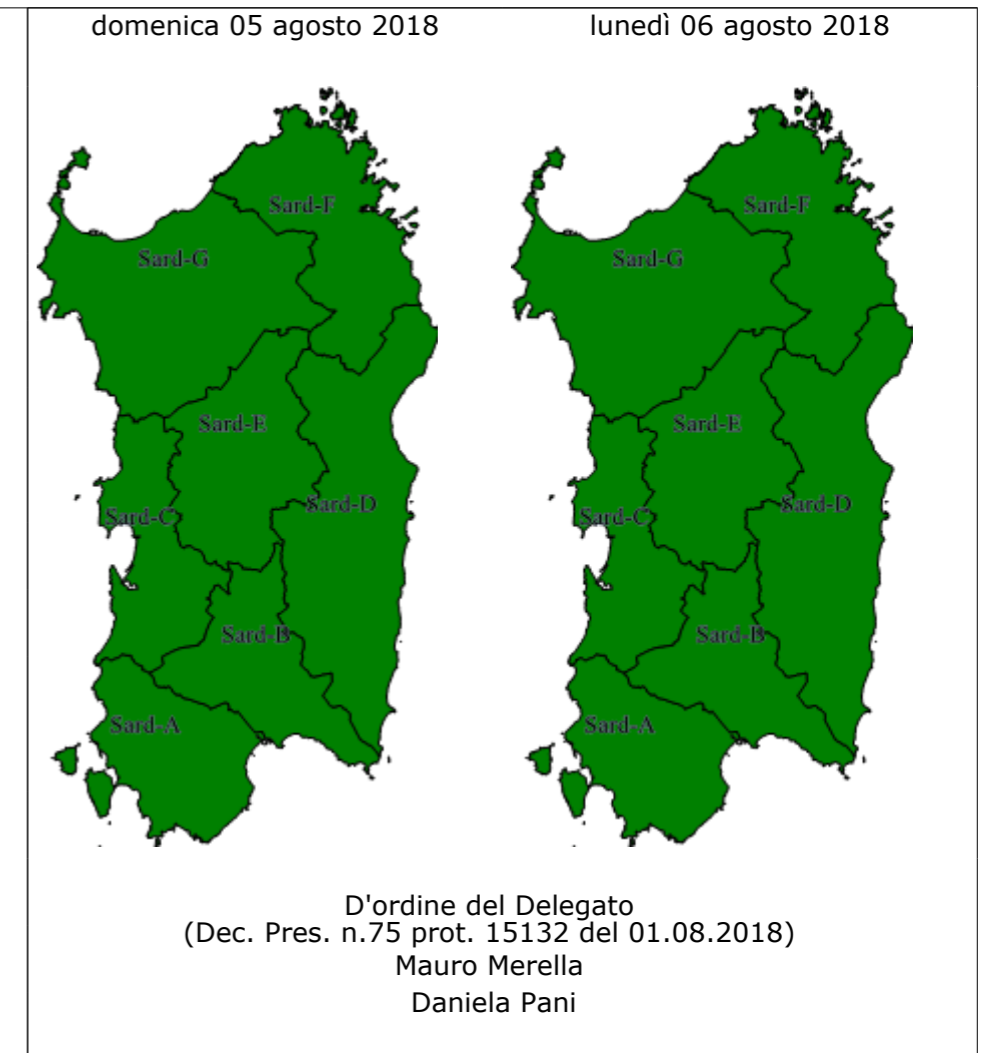 domenica 05 agosto 2018
lunedì 06 agosto 2018
Sard-F
Sard-G
Sard-E
Sard-D
Sard-C
Sard-B
Sard-A
Sard-F
Sard-G
Sard-E
Sard-D
Sard-C
Sard-B
Sard-A
D'ordine del Delegato
(Dec. Pres. n.75 prot. 15132 del 01.08.2018)
Mauro Merella
Daniela Pani